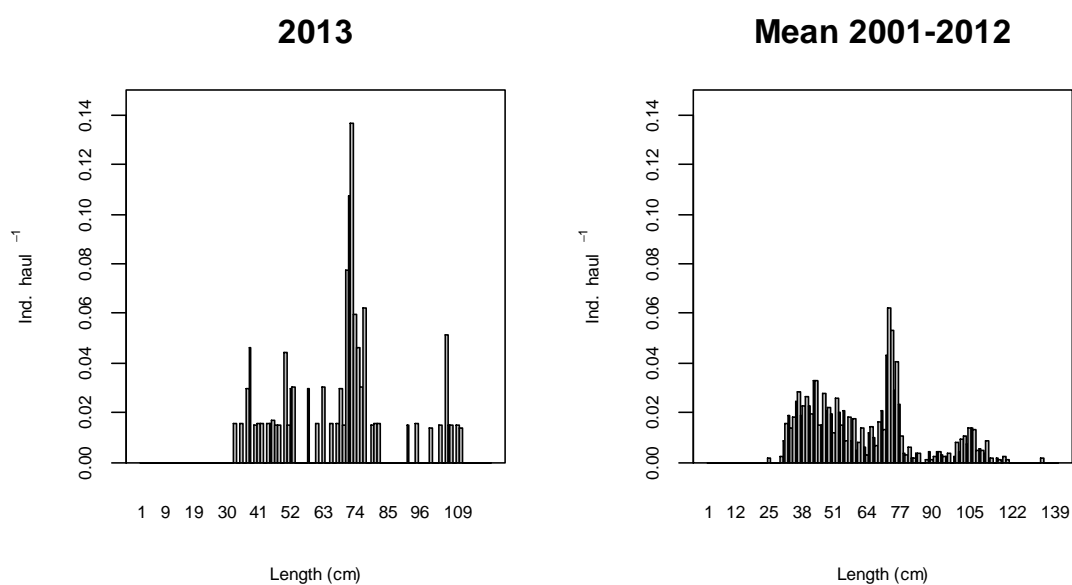 2013
Mean 2001-2012
Ind. haul ⁻¹
0.00 0.02 0.04 0.06 0.08 0.10 0.12 0.14
1 9 19 30 41 52 63 74 85 96 109
Length (cm)
Ind. haul ⁻¹
0.00 0.02 0.04 0.06 0.08 0.10 0.12 0.14
1 12 25 38 51 64 77 90 105 122 139
Length (cm)